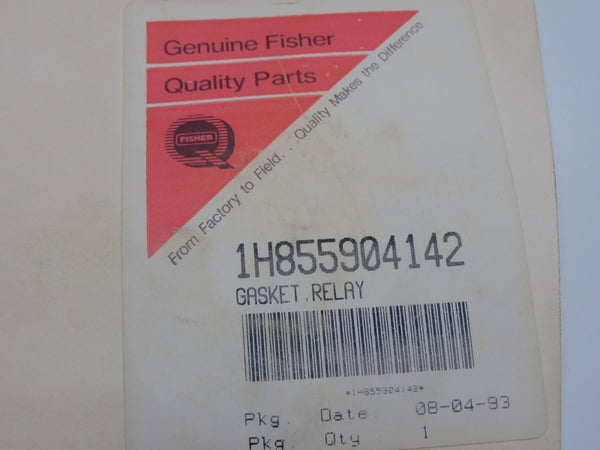 Genuine Fisher
Quality Parts
FISHER
From Factory to Field. . . Quality Makes the Difference
1H855904142
GASKET,RELAY
*1H855904142*
Pkg. Date. 08-04-93
Pkg. Qty 1